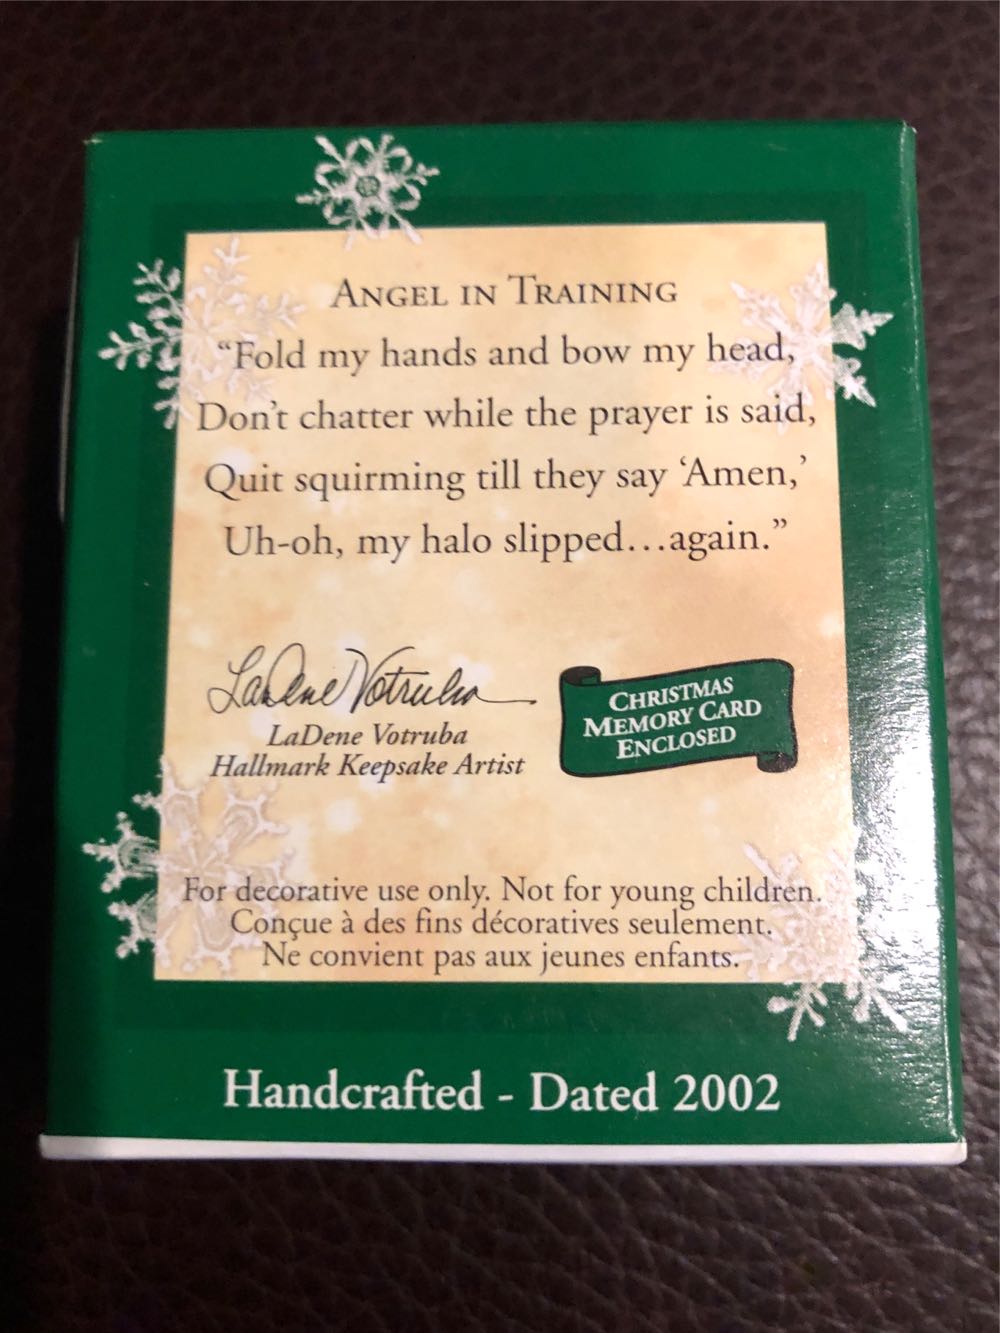 ANGEL IN TRAINING
“Fold my hands and bow my head,
Don’t chatter while the prayer is said,
Quit squirming till they say ‘Amen,’
Uh-oh, my halo slipped…again.”
LaDene Votruba
LaDene Votruba
Hallmark Keepsake Artist
CHRISTMAS
MEMORY CARD
ENCLOSED
For decorative use only. Not for young children.
Conçue à des fins décoratives seulement.
Ne convient pas aux jeunes enfants.
Handcrafted - Dated 2002